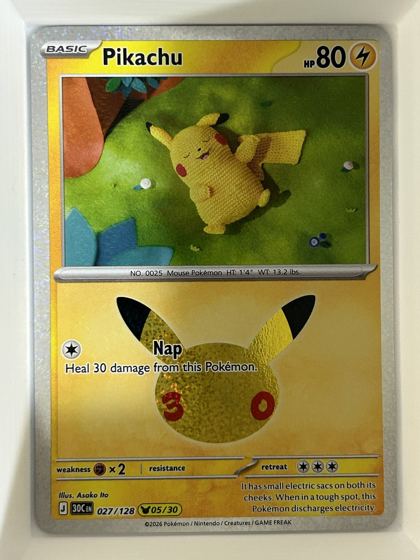 BASIC Pikachu HP 80
NO. 0025 Mouse Pokémon HT: 1'4" WT: 13.2 lbs.
Nap
Heal 30 damage from this Pokémon.
3 0
weakness × 2 resistance retreat
Illus. Asako Ito
J 30C EN 027/128 05/30
It has small electric sacs on both its
cheeks. When in a tough spot, this
Pokémon discharges electricity.
©2026 Pokémon / Nintendo / Creatures / GAME FREAK